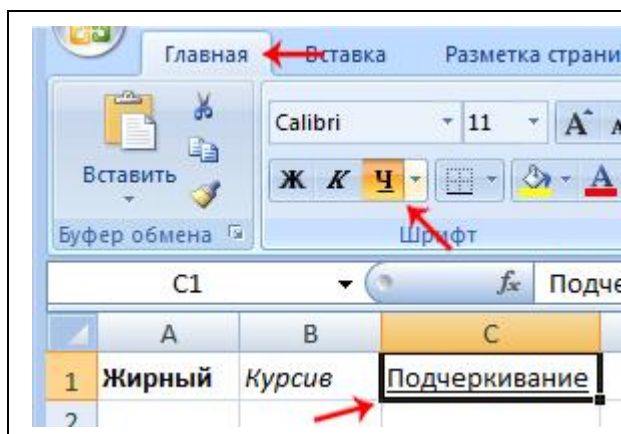 Главная Вставка Разметка страни
Calibri 11 A A
Вставить Ж К Ч A
Буфер обмена Шрифт
C1 fx Подче
A B C
1 Жирный Курсив Подчеркивание
2